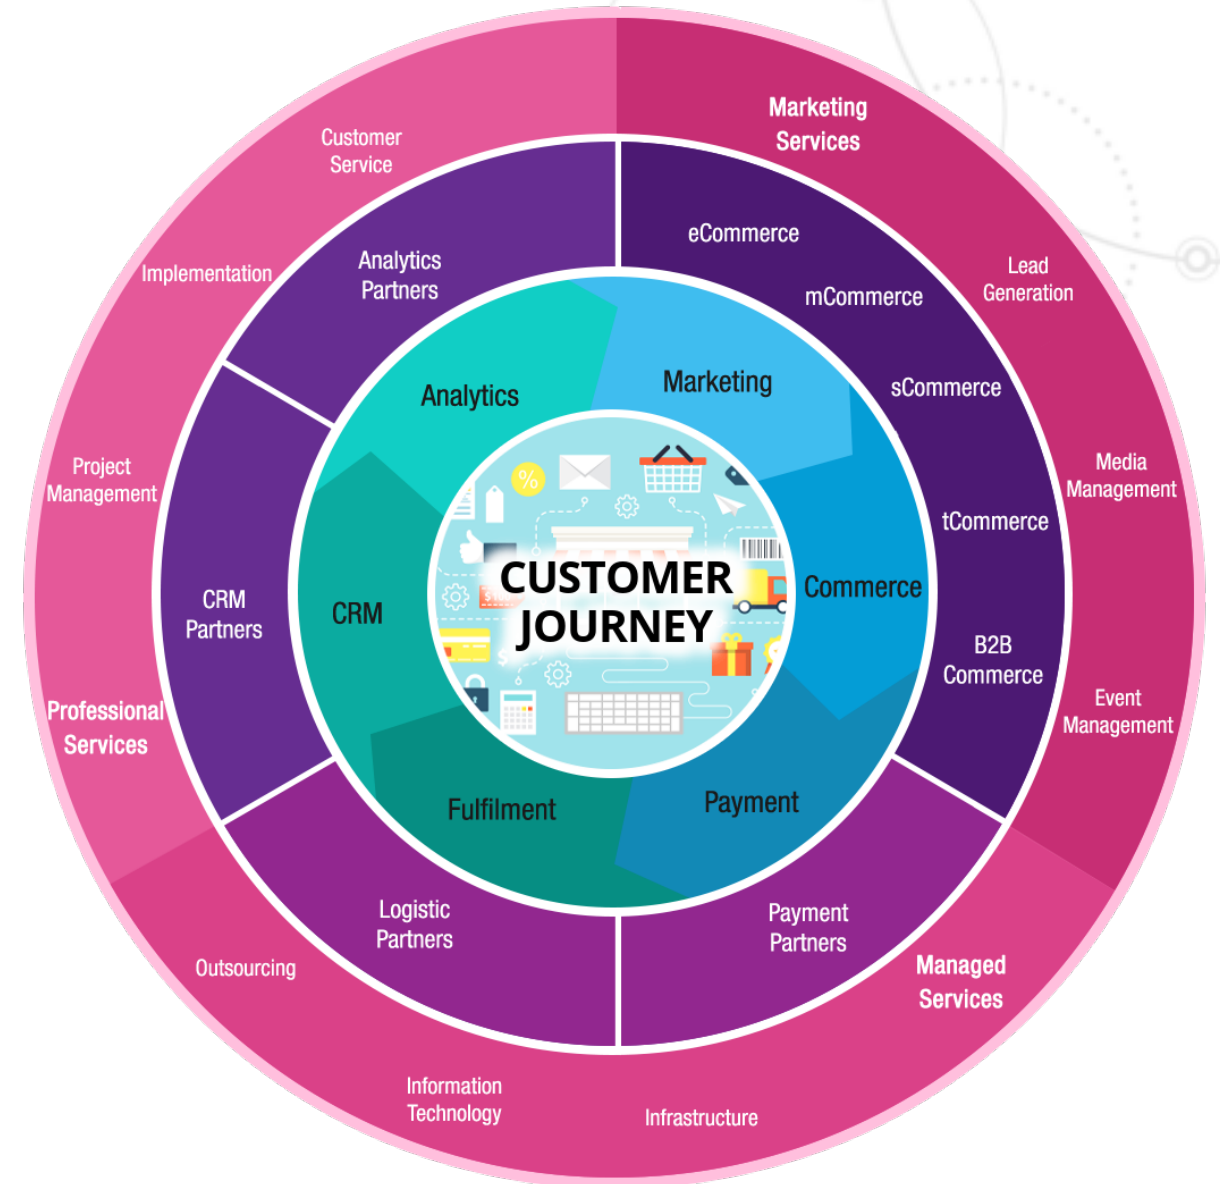 Marketing
Services
Lead
Generation
Media
Management
Event
Management
Managed
Services
Infrastructure
Information
Technology
Outsourcing
Professional
Services
Project
Management
Implementation
Customer
Service
eCommerce
mCommerce
sCommerce
tCommerce
B2B
Commerce
Payment
Partners
Logistic
Partners
CRM
Partners
Analytics
Partners
Marketing
Commerce
Payment
Fulfilment
CRM
Analytics
%
CUSTOMER
JOURNEY